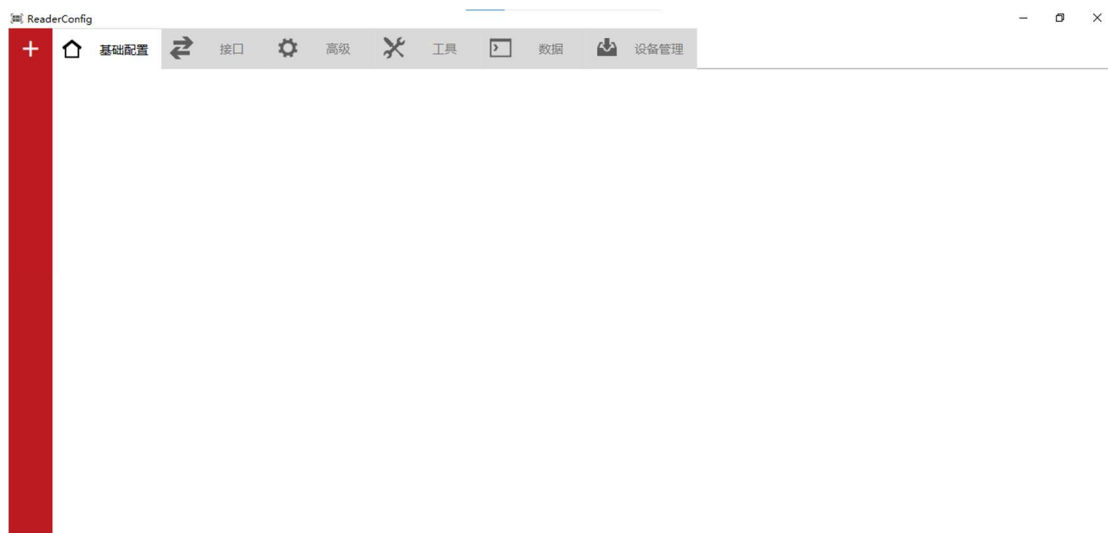 ReaderConfig
基础配置 接口 高级 工具 数据 设备管理